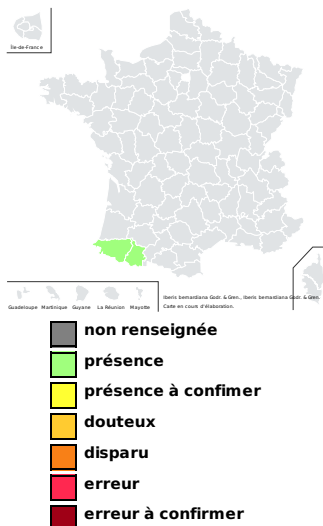 Île-de-France
Guadeloupe Martinique Guyane La Réunion Mayotte
Iberis bernardiana Godr. & Gren., Iberis bernardiana Godr. & Gren.
Carte en cours d'élaboration.
non renseignée
présence
présence à confimer
douteux
disparu
erreur
erreur à confirmer